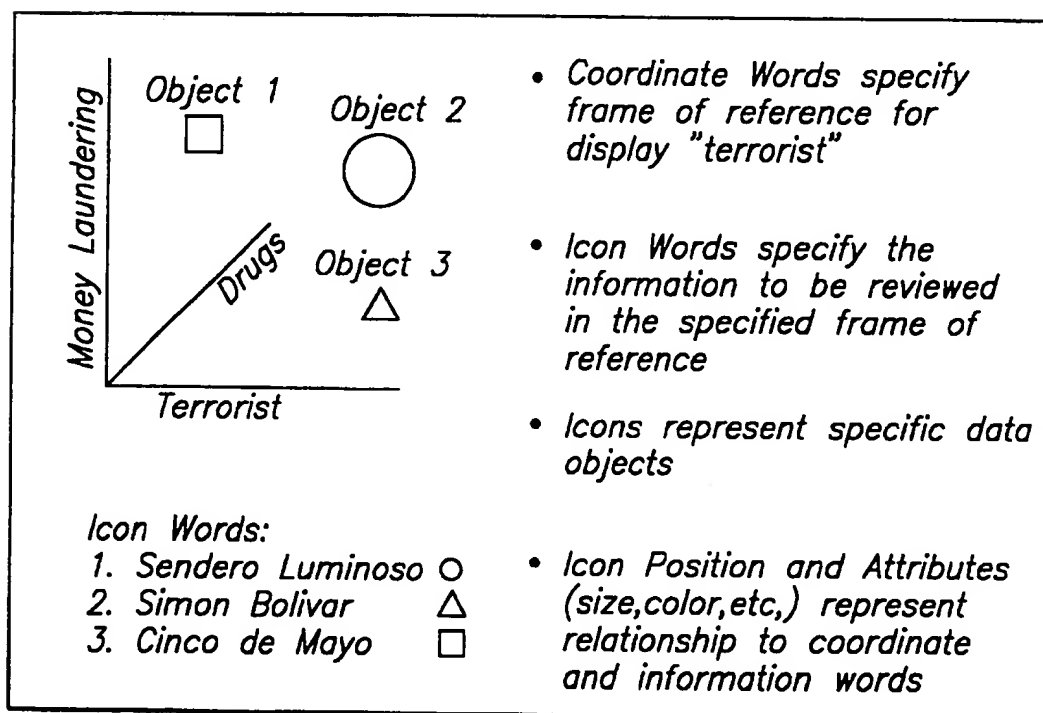 Object 1
Object 2
Object 3
Money Laundering
Drugs
Terrorist
Icon Words:
1. Sendero Luminoso
2. Simon Bolivar
3. Cinco de Mayo
• Coordinate Words specify
frame of reference for
display "terrorist"
• Icon Words specify the
information to be reviewed
in the specified frame of
reference
• Icons represent specific data
objects
• Icon Position and Attributes
(size,color,etc,) represent
relationship to coordinate
and information words